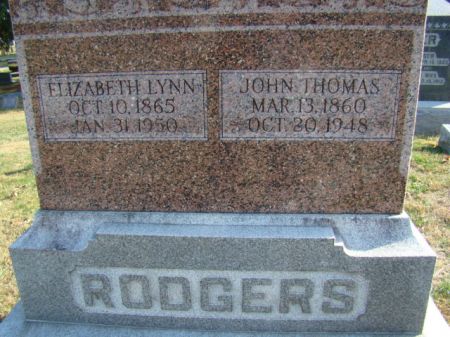 ELIZABETH LYNN
OCT. 10, 1865
JAN. 31, 1950
JOHN THOMAS
MAR. 13, 1860
OCT. 20, 1948
RODGERS